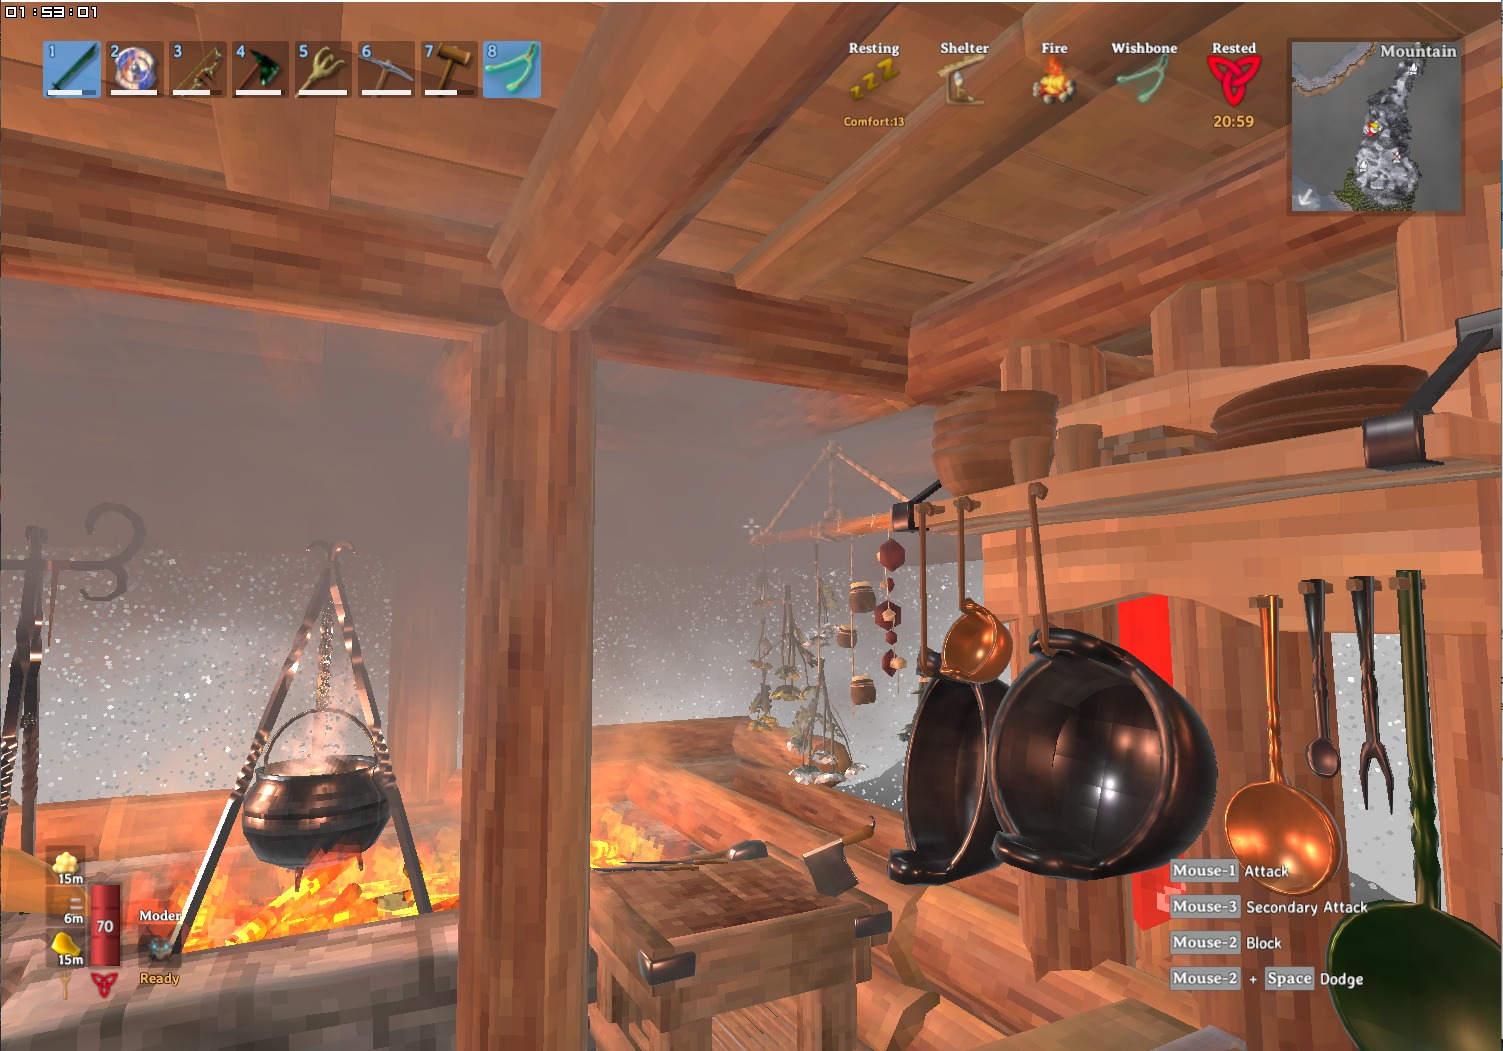 01:53:01
1 2 3 4 5 6 7 8
Resting Shelter Fire Wishbone Rested
Comfort:13
20:59
Mountain
15m
6m
15m
70
Moder
Ready
Mouse-1 Attack
Mouse-3 Secondary Attack
Mouse-2 Block
Mouse-2 + Space Dodge